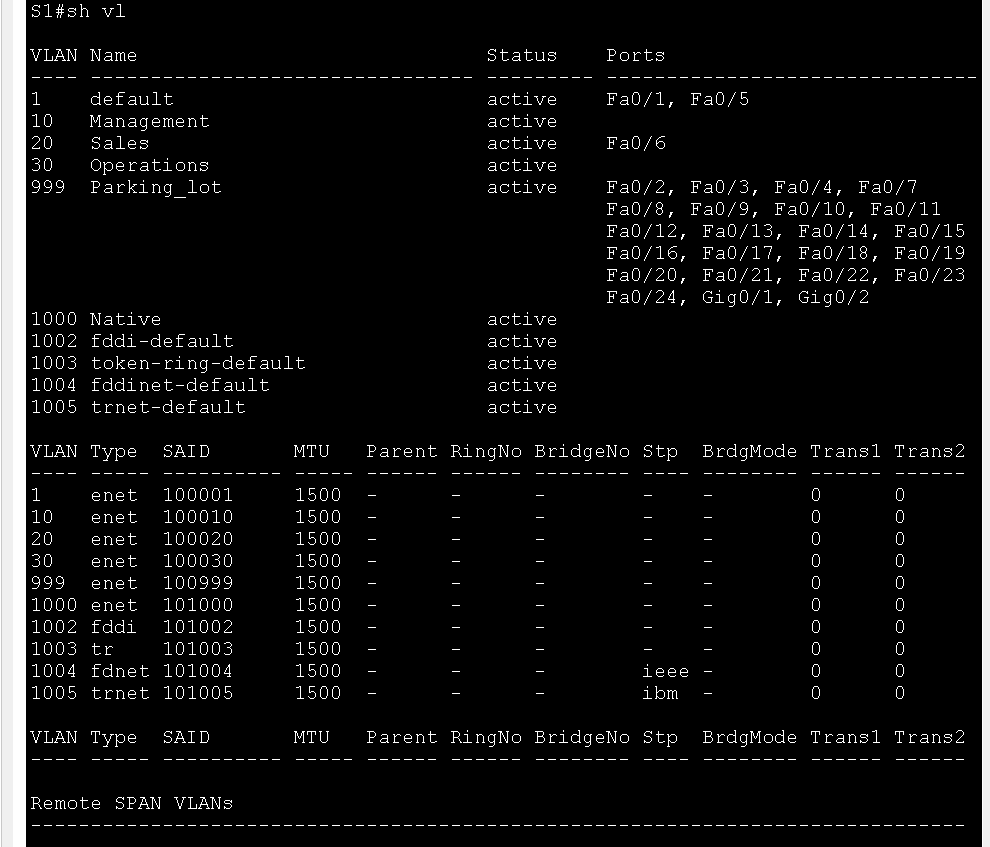 S1#sh vl
VLAN Name                             Status    Ports
---- -------------------------------- --------- -------------------------------
1    default                          active    Fa0/1, Fa0/5
10   Management                       active
20   Sales                            active    Fa0/6
30   Operations                       active
999  Parking_lot                      active    Fa0/2, Fa0/3, Fa0/4, Fa0/7
                                                Fa0/8, Fa0/9, Fa0/10, Fa0/11
                                                Fa0/12, Fa0/13, Fa0/14, Fa0/15
                                                Fa0/16, Fa0/17, Fa0/18, Fa0/19
                                                Fa0/20, Fa0/21, Fa0/22, Fa0/23
                                                Fa0/24, Gig0/1, Gig0/2
1000 Native                           active
1002 fddi-default                     active
1003 token-ring-default               active
1004 fddinet-default                  active
1005 trnet-default                    active
VLAN Type  SAID       MTU   Parent RingNo BridgeNo Stp  BrdgMode Trans1 Trans2
---- ----- ---------- ----- ------ ------ -------- ---- -------- ------ ------
1    enet  100001     1500  -      -      -        -    -        0      0
10   enet  100010     1500  -      -      -        -    -        0      0
20   enet  100020     1500  -      -      -        -    -        0      0
30   enet  100030     1500  -      -      -        -    -        0      0
999  enet  100999     1500  -      -      -        -    -        0      0
1000 enet  101000     1500  -      -      -        -    -        0      0
1002 fddi  101002     1500  -      -      -        -    -        0      0
1003 tr    101003     1500  -      -      -        -    -        0      0
1004 fdnet 101004     1500  -      -      -        ieee -        0      0
1005 trnet 101005     1500  -      -      -        ibm  -        0      0
VLAN Type  SAID       MTU   Parent RingNo BridgeNo Stp  BrdgMode Trans1 Trans2
---- ----- ---------- ----- ------ ------ -------- ---- -------- ------ ------
Remote SPAN VLANs
------------------------------------------------------------------------------